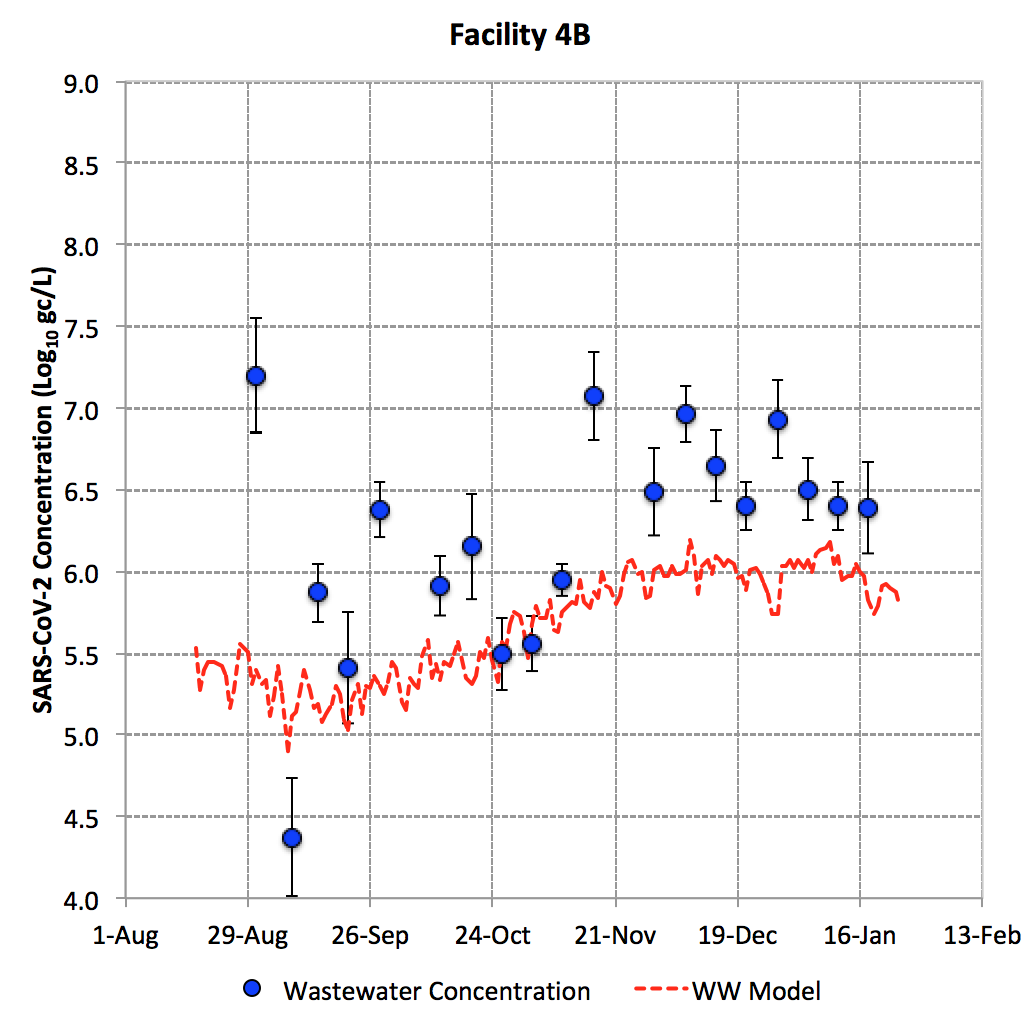 Facility 4B
SARS-CoV-2 Concentration (Log₁₀ gc/L)
9.0
8.5
8.0
7.5
7.0
6.5
6.0
5.5
5.0
4.5
4.0
1-Aug 29-Aug 26-Sep 24-Oct 21-Nov 19-Dec 16-Jan 13-Feb
Wastewater Concentration WW Model